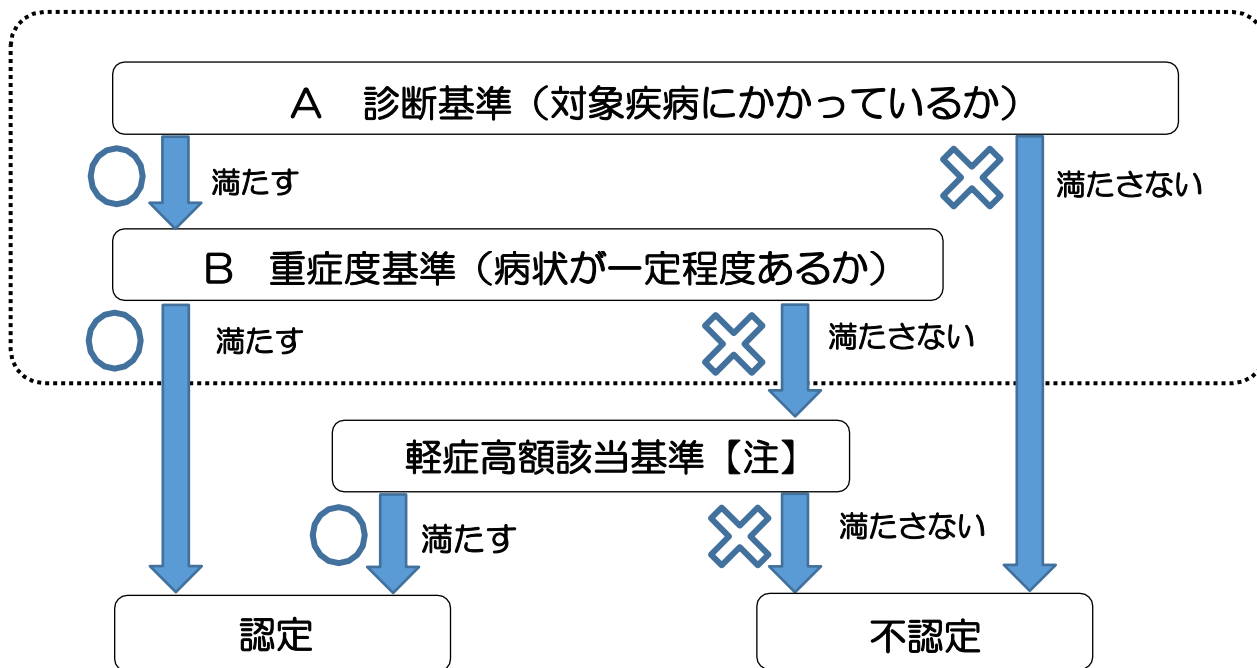 A 診断基準（対象疾病にかかっているか）
満たす
満たさない
B 重症度基準（病状が一定程度あるか）
満たす
満たさない
軽症高額該当基準【注】
満たす
満たさない
認定
不認定